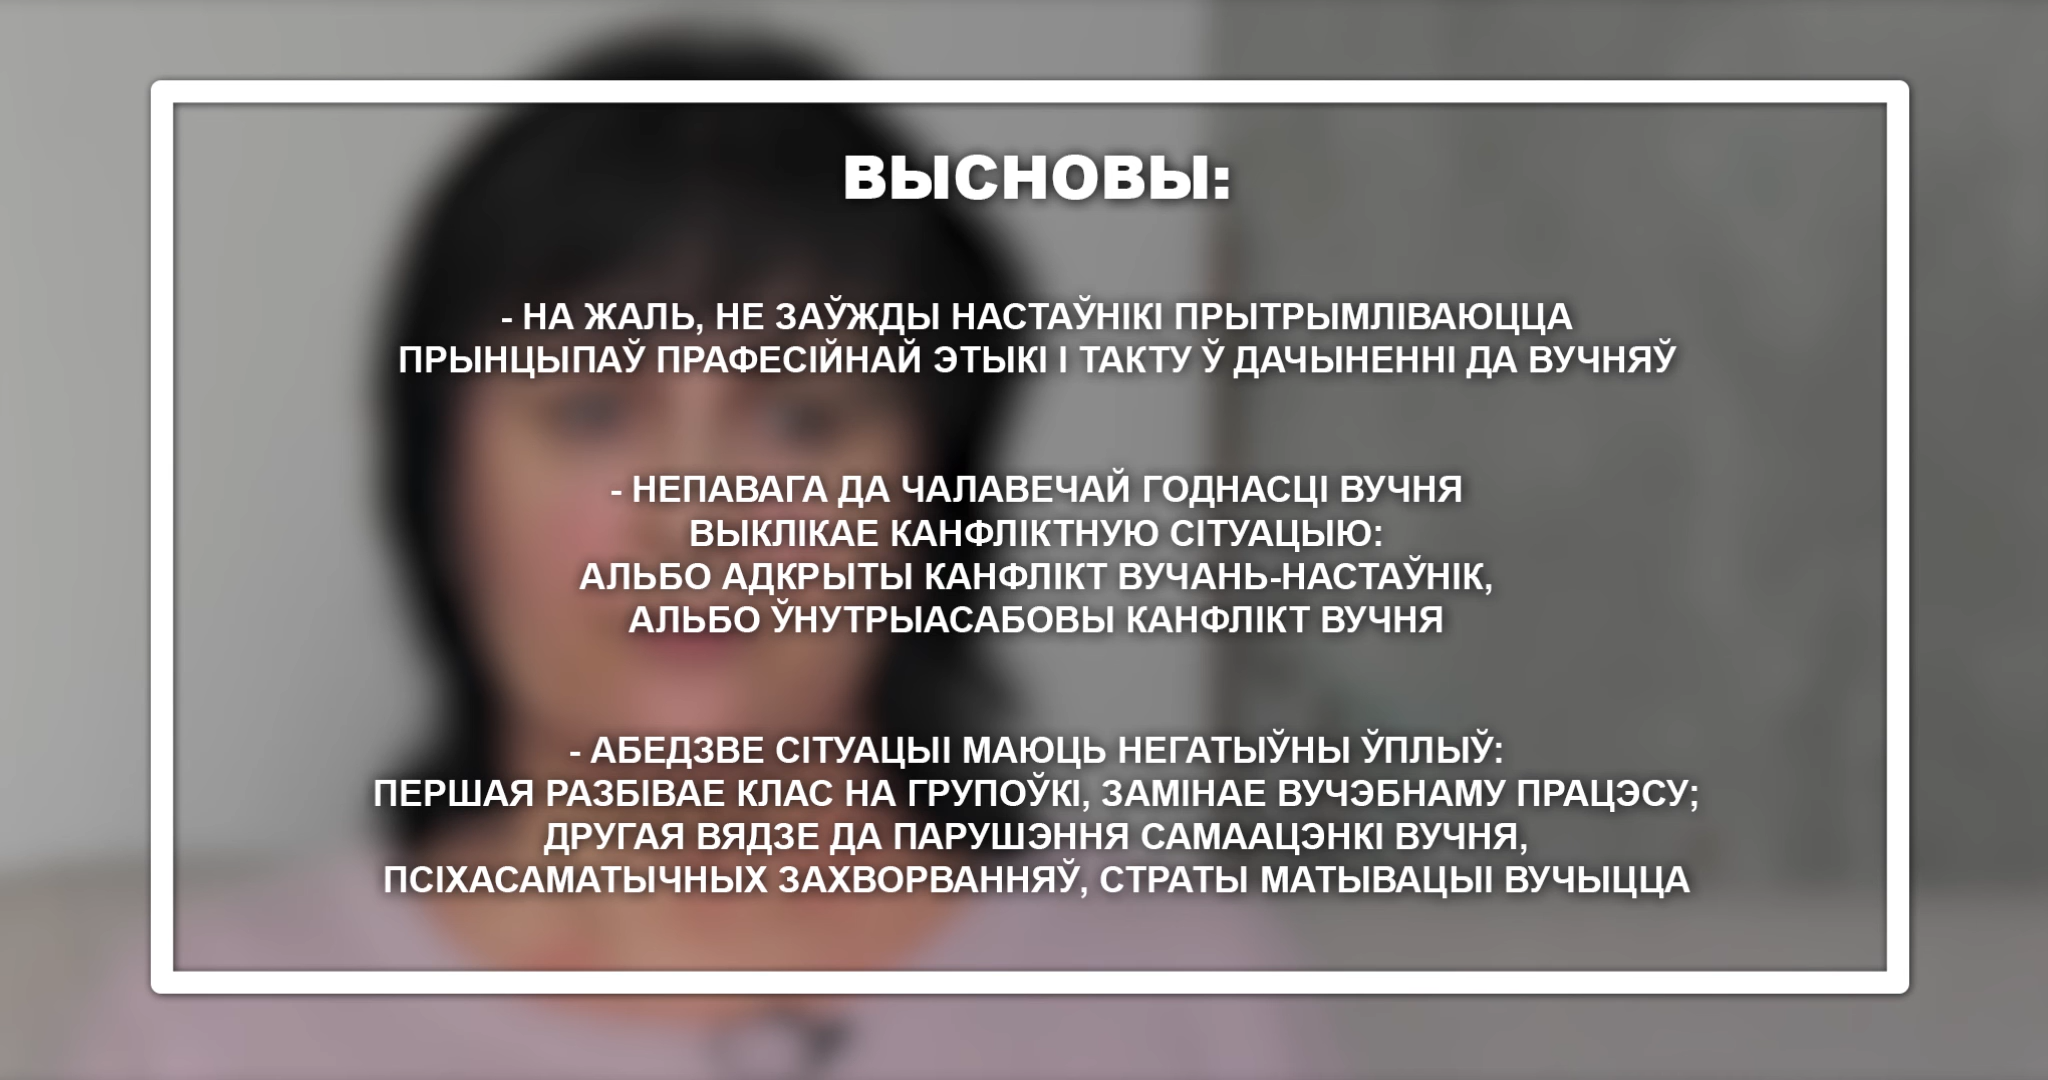 ВЫСНОВЫ:
- НА ЖАЛЬ, НЕ ЗАЎЖДЫ НАСТАЎНІКІ ПРЫТРЫМЛІВАЮЦЦА
ПРЫНЦЫПАЎ ПРАФЕСІЙНАЙ ЭТЫКІ І ТАКТУ Ў ДАЧЫНЕННІ ДА ВУЧНЯЎ
- НЕПАВАГА ДА ЧАЛАВЕЧАЙ ГОДНАСЦІ ВУЧНЯ
ВЫКЛІКАЕ КАНФЛІКТНУЮ СІТУАЦЫЮ:
АЛЬБО АДКРЫТЫ КАНФЛІКТ ВУЧАНЬ-НАСТАЎНІК,
АЛЬБО ЎНУТРЫАСАБОВЫ КАНФЛІКТ ВУЧНЯ
- АБЕДЗВЕ СІТУАЦЫІ МАЮЦЬ НЕГАТЫЎНЫ ЎПЛЫЎ:
ПЕРШАЯ РАЗБІВАЕ КЛАС НА ГРУПОЎКІ, ЗАМІНАЕ ВУЧЭБНАМУ ПРАЦЭСУ;
ДРУГАЯ ВЯДЗЕ ДА ПАРУШЭННЯ САМААЦЭНКІ ВУЧНЯ,
ПСІХАСАМАТЫЧНЫХ ЗАХВОРВАННЯЎ, СТРАТЫ МАТЫВАЦЫІ ВУЧЫЦЦА